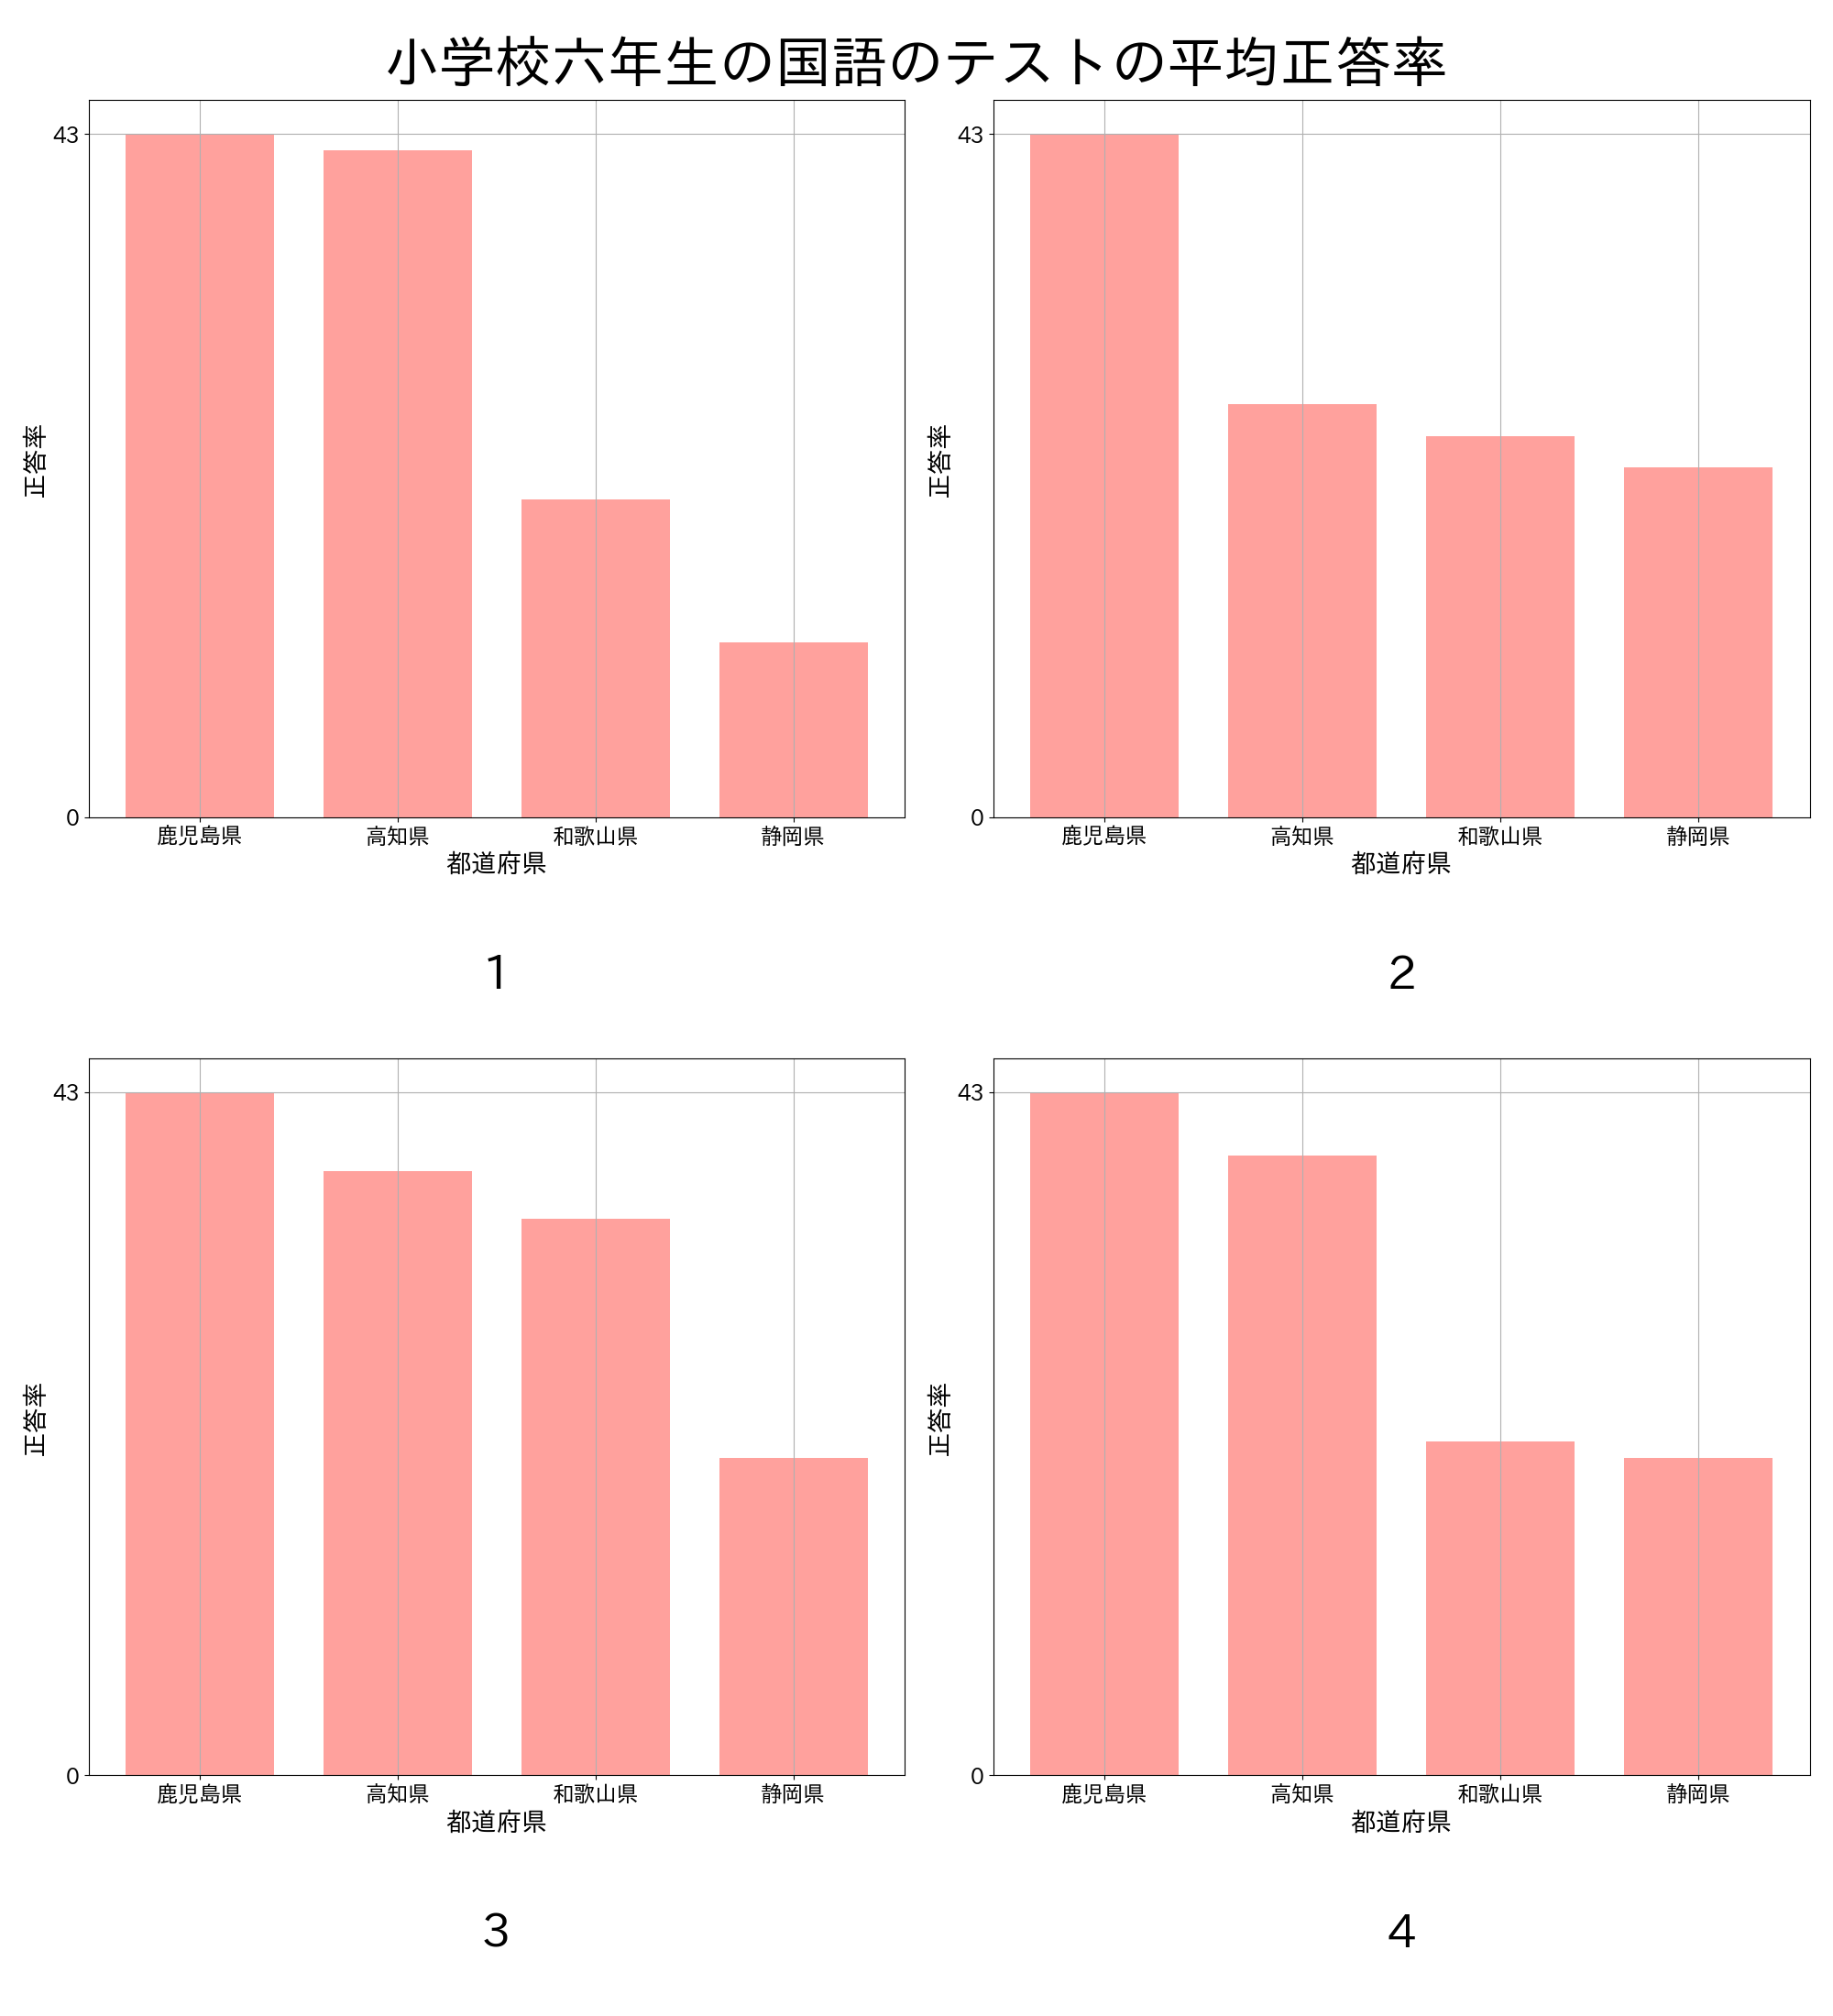 小学校六年生の国語のテストの平均正答率
43
0
正答率
鹿児島県 高知県 和歌山県 静岡県
都道府県
1
43
0
正答率
鹿児島県 高知県 和歌山県 静岡県
都道府県
2
43
0
正答率
鹿児島県 高知県 和歌山県 静岡県
都道府県
3
43
0
正答率
鹿児島県 高知県 和歌山県 静岡県
都道府県
4